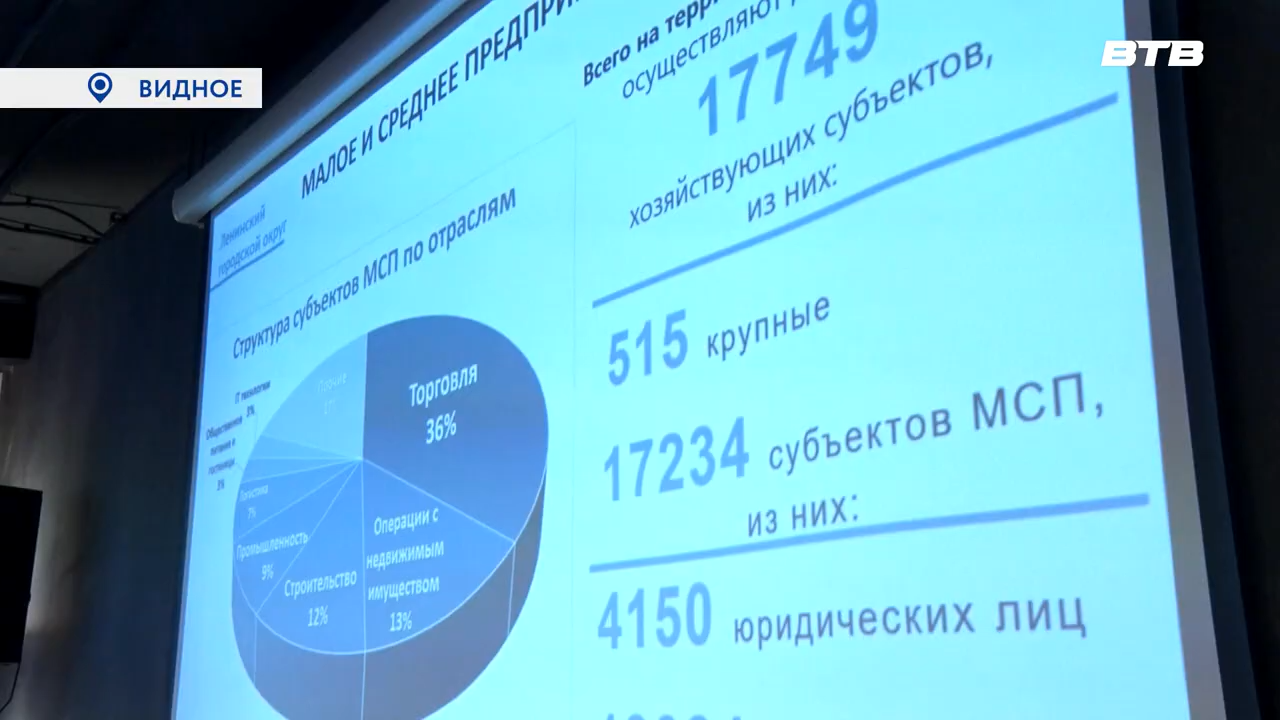 ВИДНОЕ
ВТВ
МАЛОЕ И СРЕДНЕЕ
Ленинский
городской округ
Структура субъектов МСП по отраслям
IT технологии
3%
Общественное
питание и
гостиницы
3%
Прочие
Торговля
36%
Логистика
7%
Промышленность
9%
Строительство
12%
Операции с
недвижимым
имуществом
13%
Всего на
осуществляют
17749
хозяйствующих субъектов,
из них:
515 крупные
17234 субъектов МСП,
из них:
4150 юридических лиц